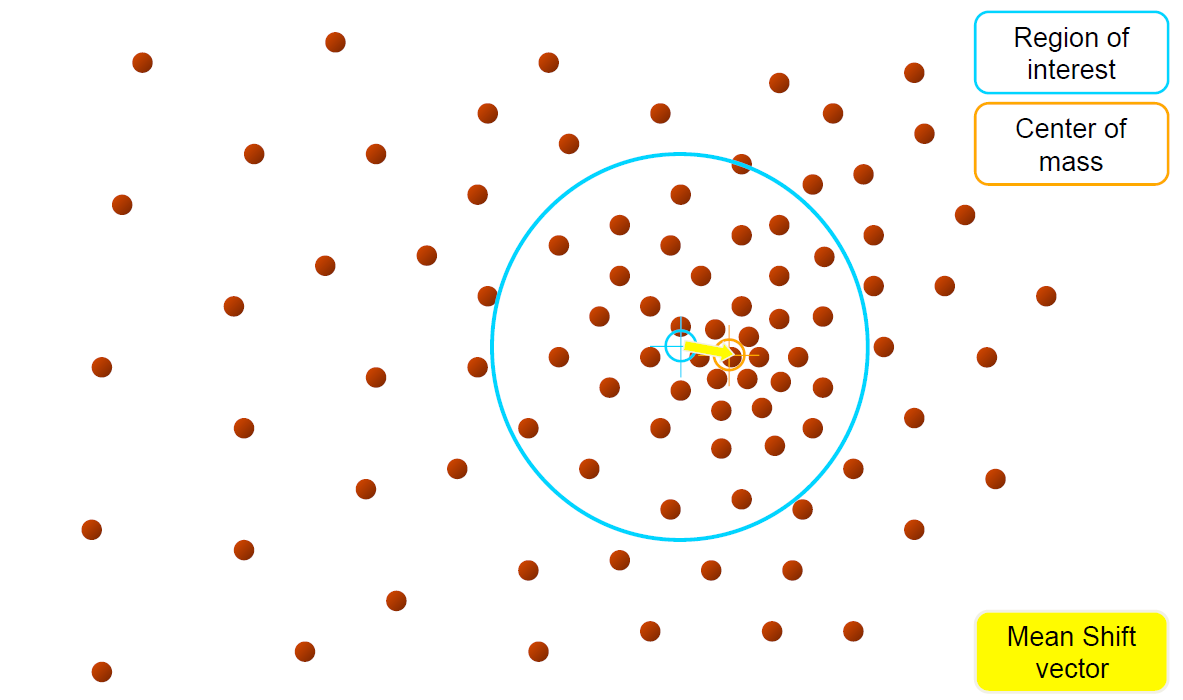 Region of
interest
Center of
mass
Mean Shift
vector